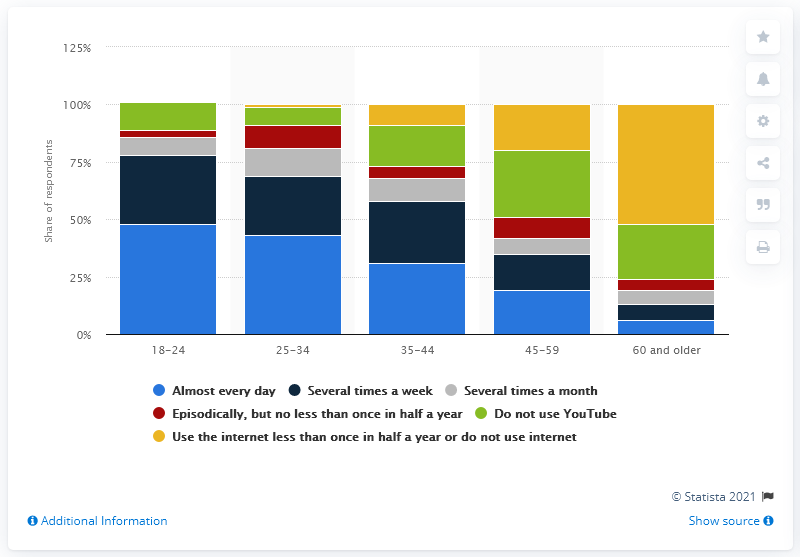 125%
100%
75%
50%
25%
0%
Share of respondents
18–24 25–34 35–44 45–59 60 and older
Almost every day Several times a week Several times a month
Episodically, but no less than once in half a year Do not use YouTube
Use the internet less than once in half a year or do not use internet
© Statista 2021
Additional Information Show source